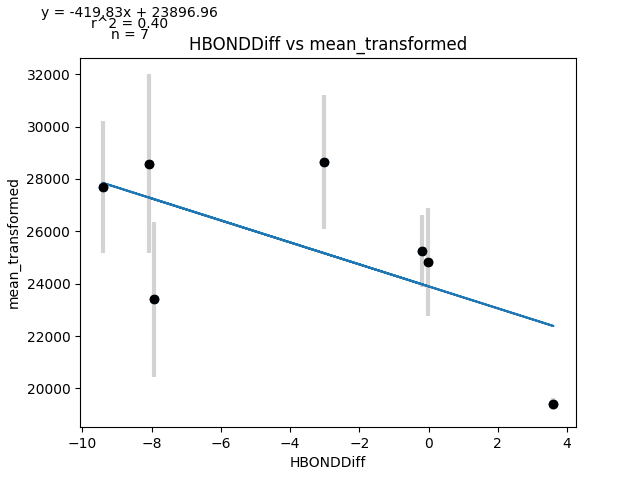 y = -419.83x + 23896.96
r^2 = 0.40
n = 7
HBONDDiff vs mean_transformed
32000
30000
28000
26000
24000
22000
20000
mean_transformed
−10
−8
−6
−4
−2
0
2
4
HBONDDiff